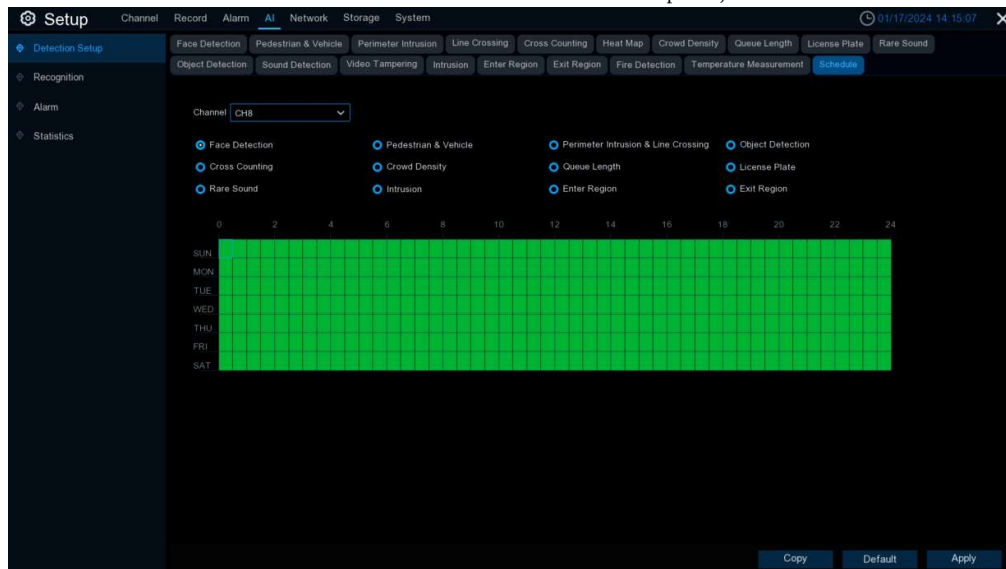 Setup Channel Record Alarm AI Network Storage System 01/17/2024 14:15:07
Detection Setup
Recognition
Alarm
Statistics
Face Detection Pedestrian & Vehicle Perimeter Intrusion Line Crossing Cross Counting Heat Map Crowd Density Queue Length License Plate Rare Sound
Object Detection Sound Detection Video Tampering Intrusion Enter Region Exit Region Fire Detection Temperature Measurement Schedule
Channel CH8
Face Detection Pedestrian & Vehicle Perimeter Intrusion & Line Crossing Object Detection
Cross Counting Crowd Density Queue Length License Plate
Rare Sound Intrusion Enter Region Exit Region
0 2 4 6 8 10 12 14 16 18 20 22 24
SUN
MON
TUE
WED
THU
FRI
SAT
Copy Default Apply